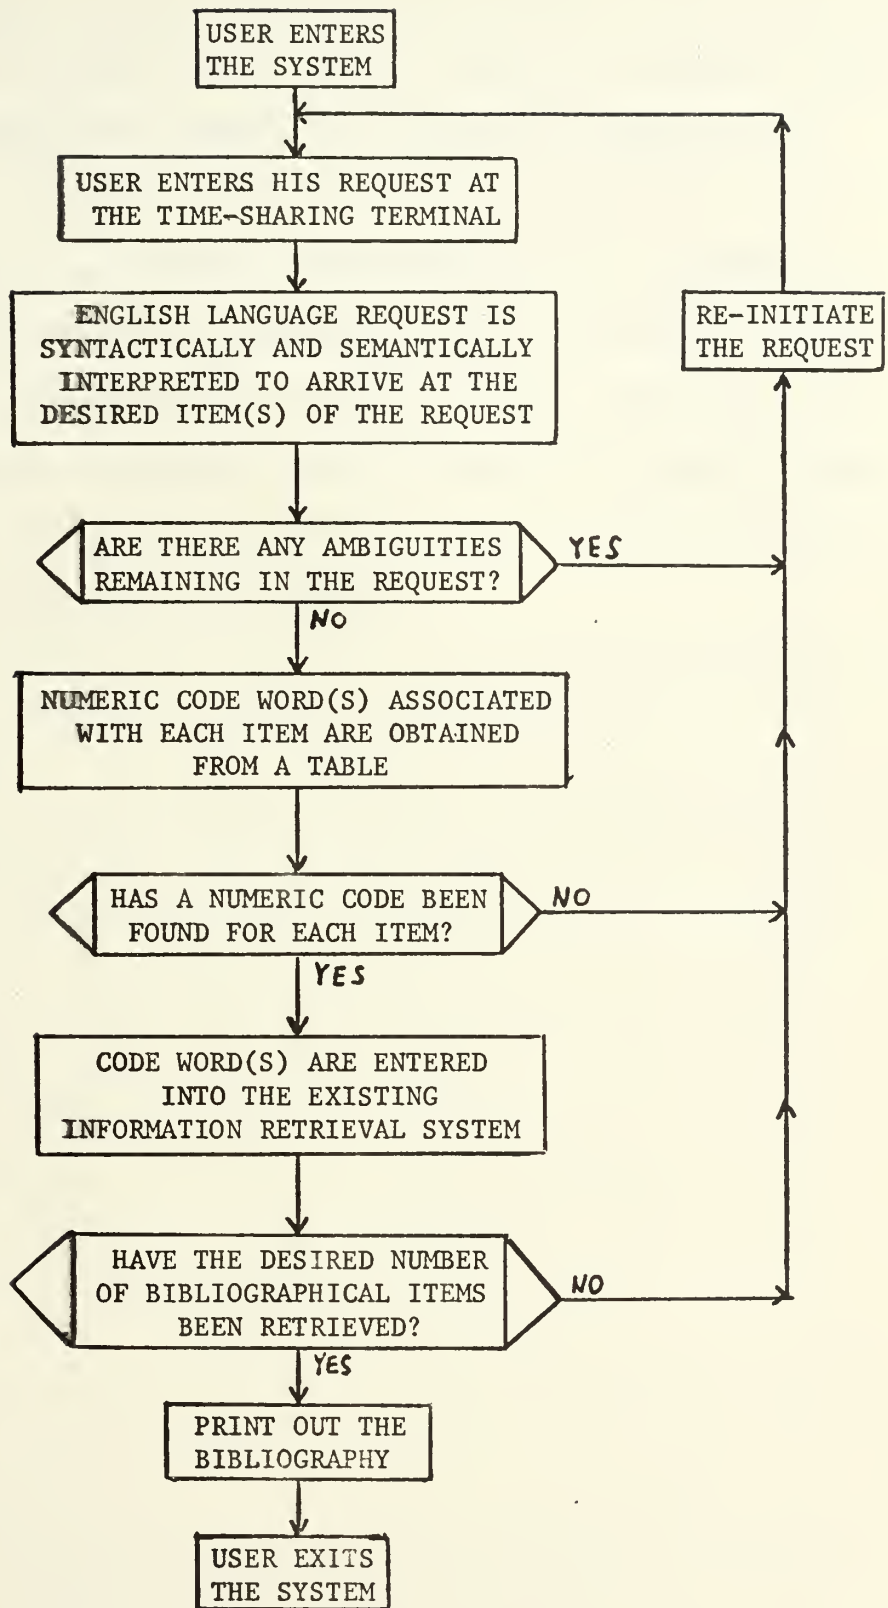 USER ENTERS
THE SYSTEM
USER ENTERS HIS REQUEST AT
THE TIME-SHARING TERMINAL
ENGLISH LANGUAGE REQUEST IS
SYNTACTICALLY AND SEMANTICALLY
INTERPRETED TO ARRIVE AT THE
DESIRED ITEM(S) OF THE REQUEST
RE-INITIATE
THE REQUEST
ARE THERE ANY AMBIGUITIES
REMAINING IN THE REQUEST?
YES
NO
NUMERIC CODE WORD(S) ASSOCIATED
WITH EACH ITEM ARE OBTAINED
FROM A TABLE
HAS A NUMERIC CODE BEEN
FOUND FOR EACH ITEM?
NO
YES
CODE WORD(S) ARE ENTERED
INTO THE EXISTING
INFORMATION RETRIEVAL SYSTEM
HAVE THE DESIRED NUMBER
OF BIBLIOGRAPHICAL ITEMS
BEEN RETRIEVED?
NO
YES
PRINT OUT THE
BIBLIOGRAPHY
USER EXITS
THE SYSTEM